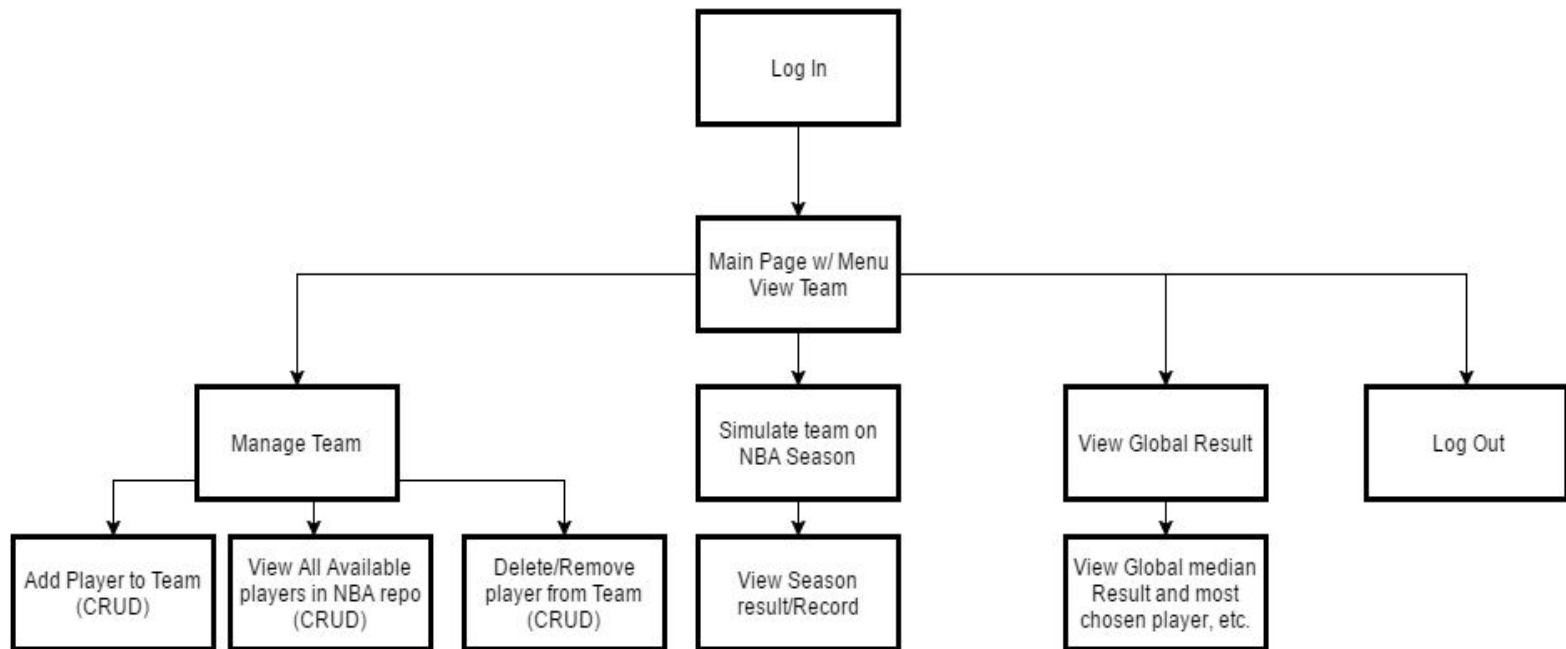 Log In
Main Page w/ Menu
View Team
Manage Team
Simulate team on
NBA Season
View Global Result
Log Out
Add Player to Team
(CRUD)
View All Available
players in NBA repo
(CRUD)
Delete/Remove
player from Team
(CRUD)
View Season
result/Record
View Global median
Result and most
chosen player, etc.